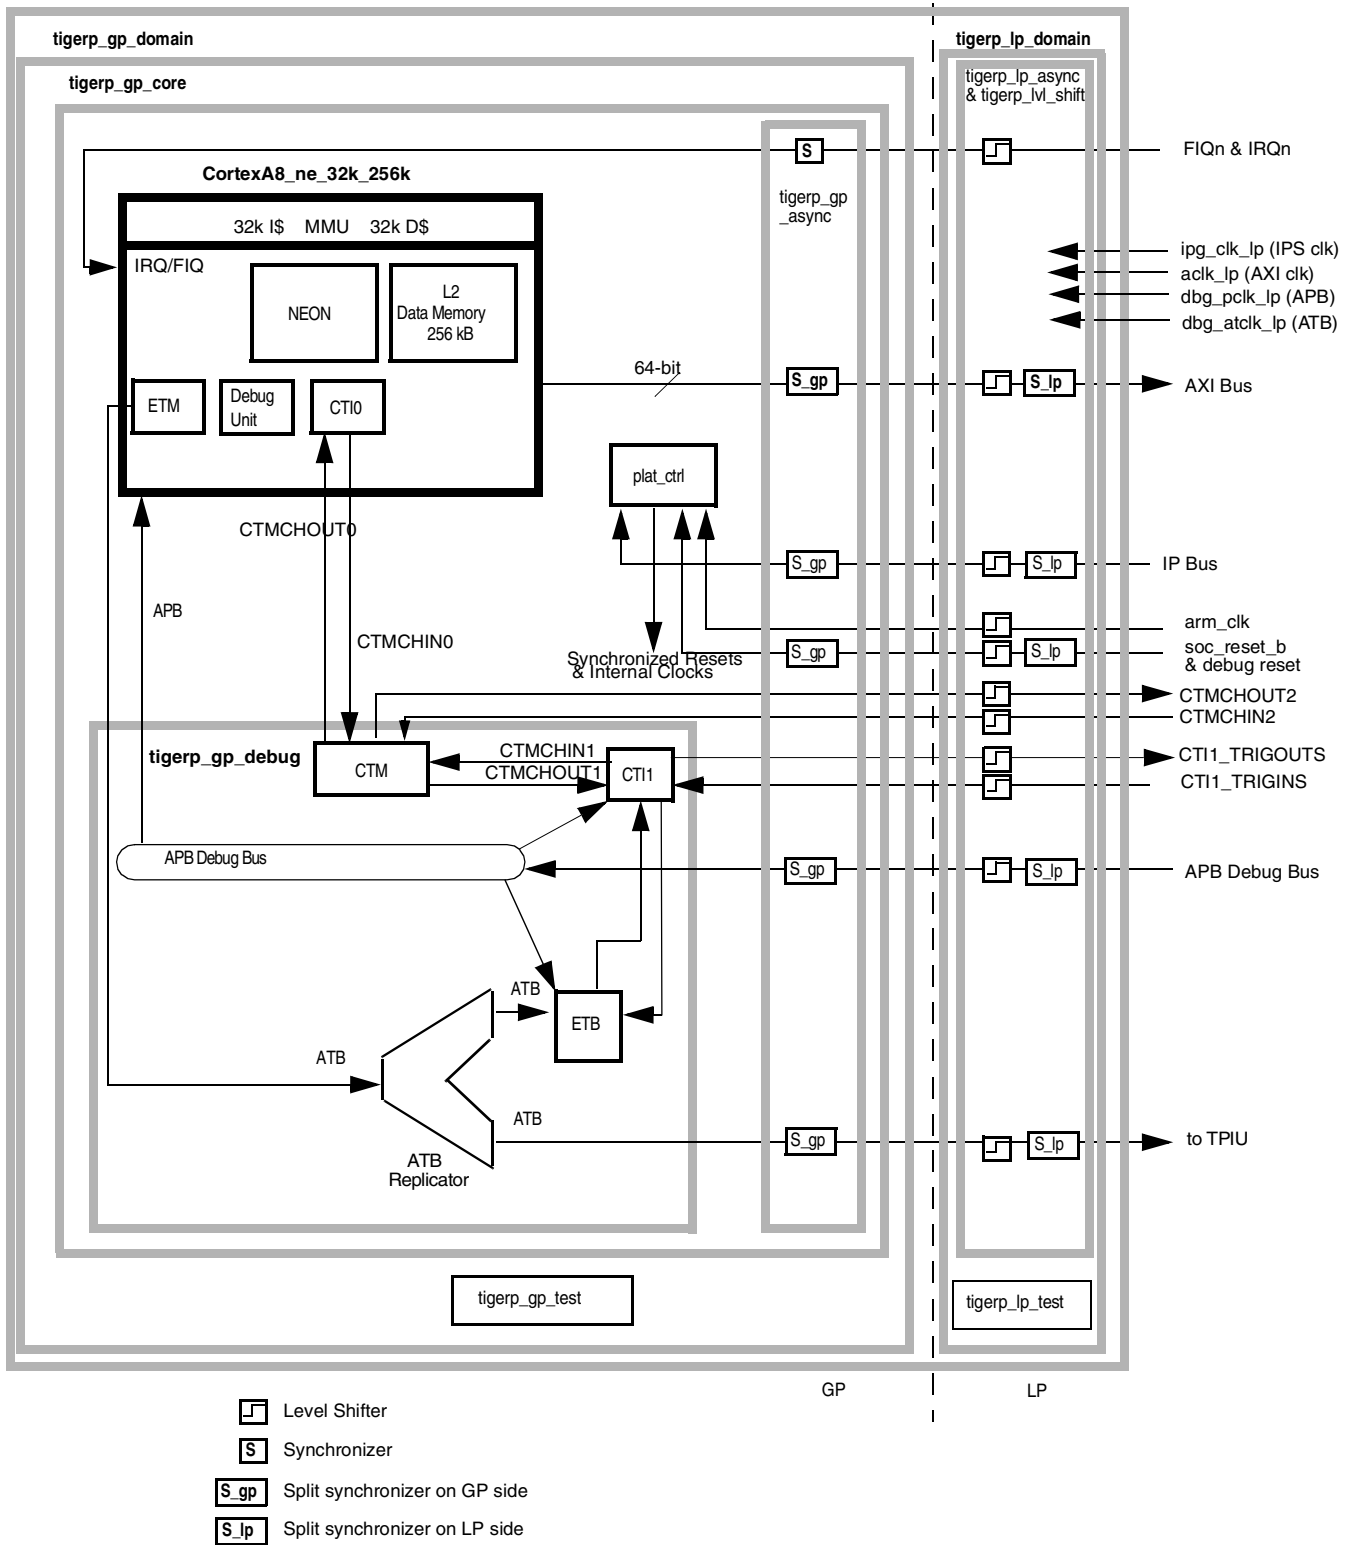 tigerp_gp_domain
tigerp_lp_domain
tigerp_gp_core
tigerp_lp_async
& tigerp_lvl_shift
S
FIQn & IRQn
CortexA8_ne_32k_256k
tigerp_gp
_async
32k I$ MMU 32k D$
IRQ/FIQ
ipg_clk_lp (IPS clk)
aclk_lp (AXI clk)
dbg_pclk_lp (APB)
dbg_atclk_lp (ATB)
NEON
L2
Data Memory
256 kB
64-bit
S_gp
S_lp
AXI Bus
ETM
Debug
Unit
CTI0
plat_ctrl
CTMCHOUT0
S_gp
S_lp
IP Bus
APB
CTMCHIN0
arm_clk
Synchronized Resets
& Internal Clocks
S_gp
S_lp
soc_reset_b
& debug reset
CTMCHOUT2
CTMCHIN2
tigerp_gp_debug
CTM
CTMCHIN1
CTMCHOUT1
CTI1
CTI1_TRIGOUTS
CTI1_TRIGINS
APB Debug Bus
S_gp
S_lp
APB Debug Bus
ATB
ETB
ATB
ATB
S_gp
S_lp
to TPIU
ATB
Replicator
tigerp_gp_test
tigerp_lp_test
GP
LP
Level Shifter
S
Synchronizer
S_gp
Split synchronizer on GP side
S_lp
Split synchronizer on LP side